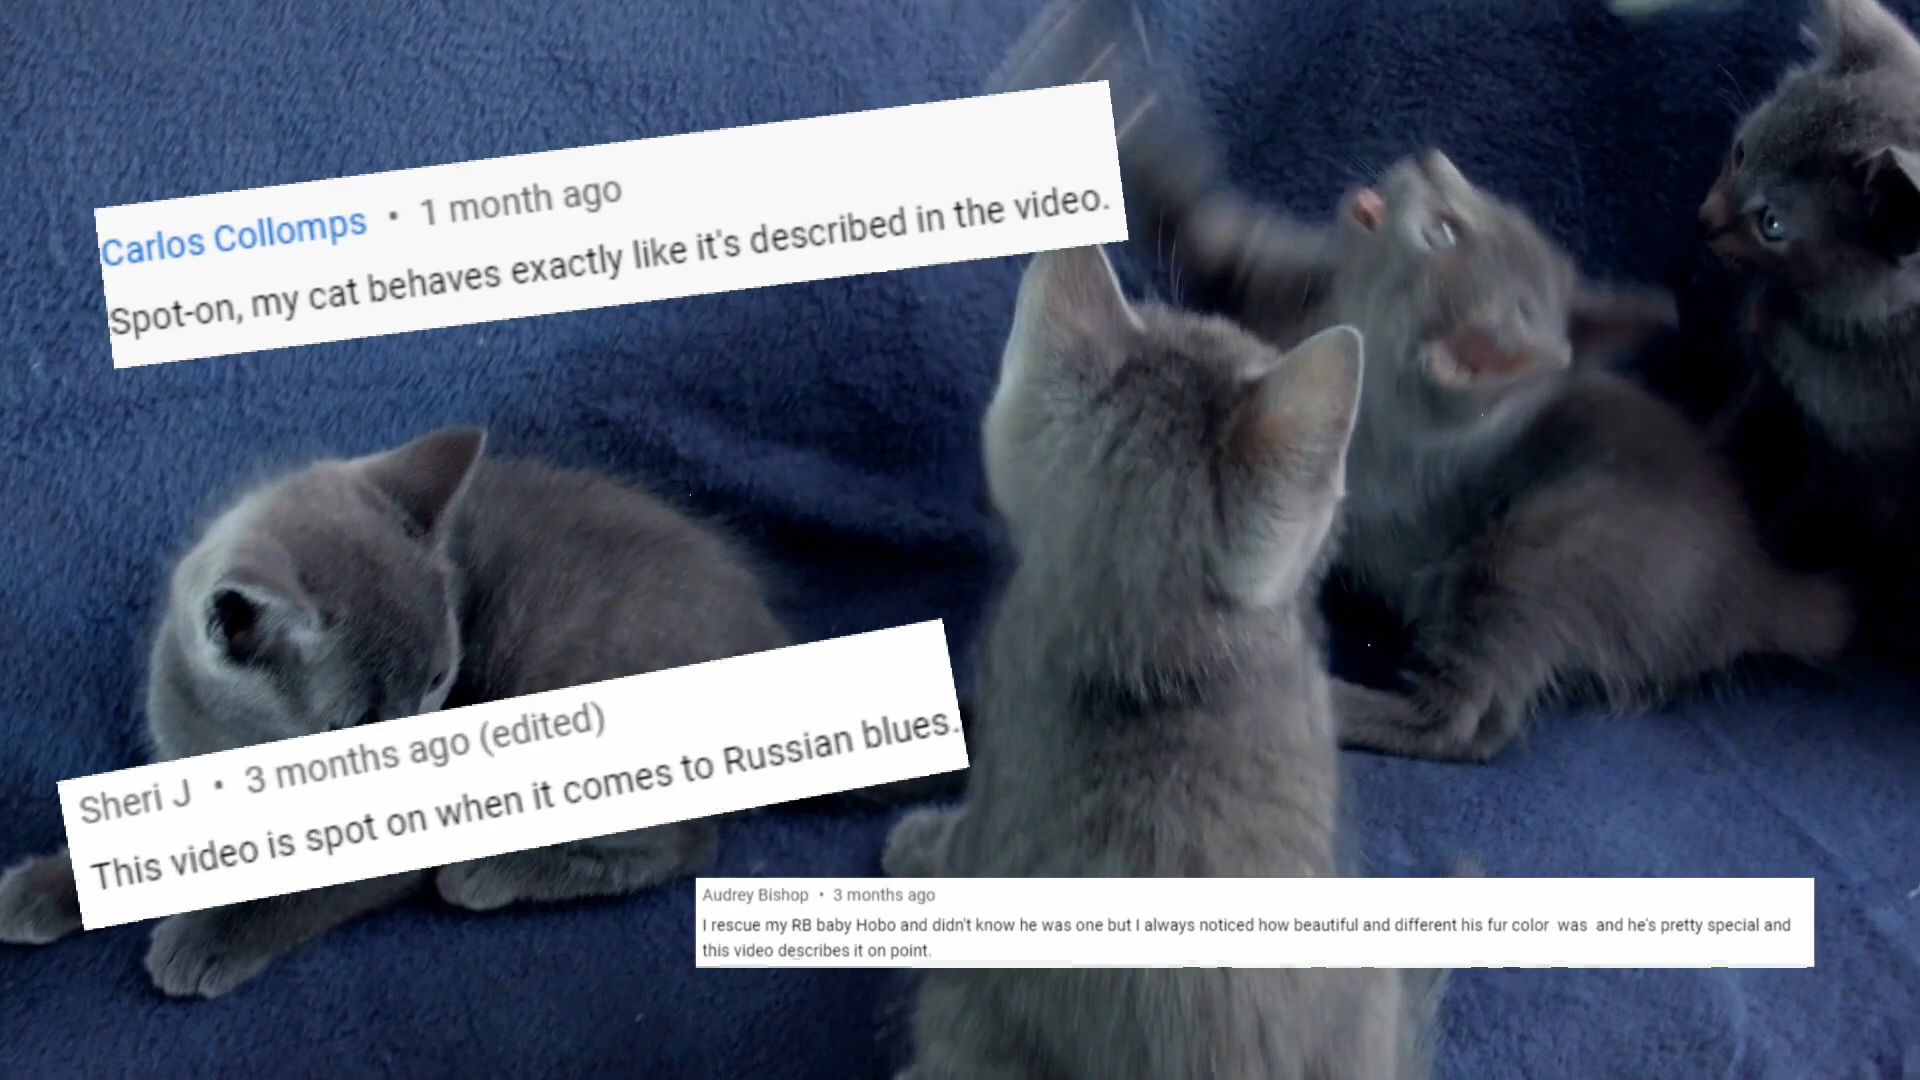 Carlos Collomps • 1 month ago
Spot-on, my cat behaves exactly like it's described in the video.
Sheri J • 3 months ago (edited)
This video is spot on when it comes to Russian blues.
Audrey Bishop • 3 months ago
I rescue my RB baby Hobo and didn't know he was one but I always noticed how beautiful and different his fur color was and he's pretty special and
this video describes it on point.